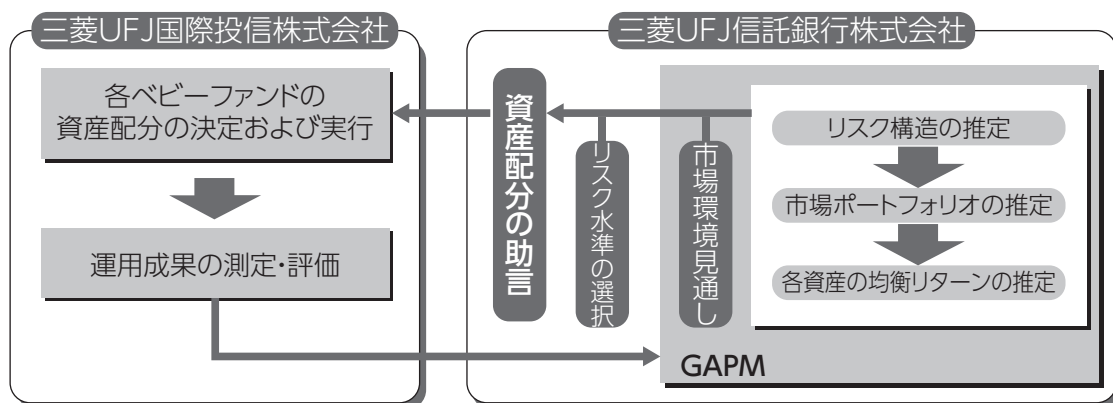 三菱UFJ国際投信株式会社
各ベビーファンドの
資産配分の決定および実行
運用成果の測定・評価
三菱UFJ信託銀行株式会社
資産配分の助言
リスク水準の選択
市場環境見通し
リスク構造の推定
市場ポートフォリオの推定
各資産の均衡リターンの推定
GAPM